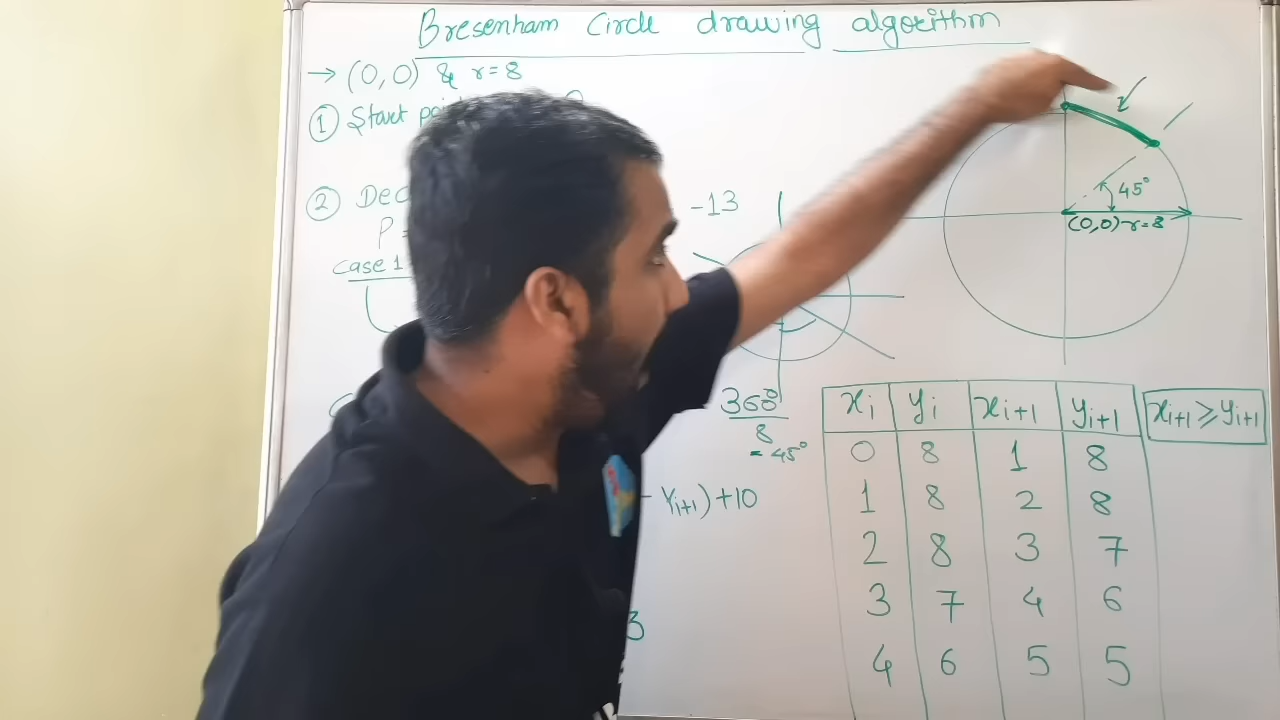 Bresenham Circle drawing algorithm
→ (0,0) & r=8
① Start
②
P
-13
Case 1
45°
(0,0) r=8
360°
8
= 45°
- Yi+1) +10
3
xi yi xi+1 yi+1 xi+1 ≥ yi+1
0 8 1 8
1 8 2 8
2 8 3 7
3 7 4 6
4 6 5 5